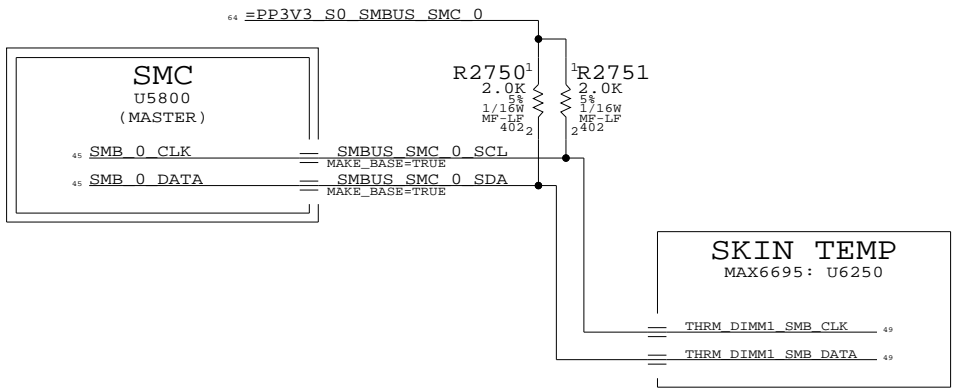 64 =PP3V3_S0_SMBUS_SMC_0
SMC
U5800
(MASTER)
R2750 1
2.0K
5%
1/16W
MF-LF
402 2
1 R2751
2.0K
5%
1/16W
MF-LF
2 402
45 SMB_0_CLK
SMBUS_SMC_0_SCL
MAKE_BASE=TRUE
45 SMB_0_DATA
SMBUS_SMC_0_SDA
MAKE_BASE=TRUE
SKIN TEMP
MAX6695: U6250
THRM_DIMM1_SMB_CLK 49
THRM_DIMM1_SMB_DATA 49